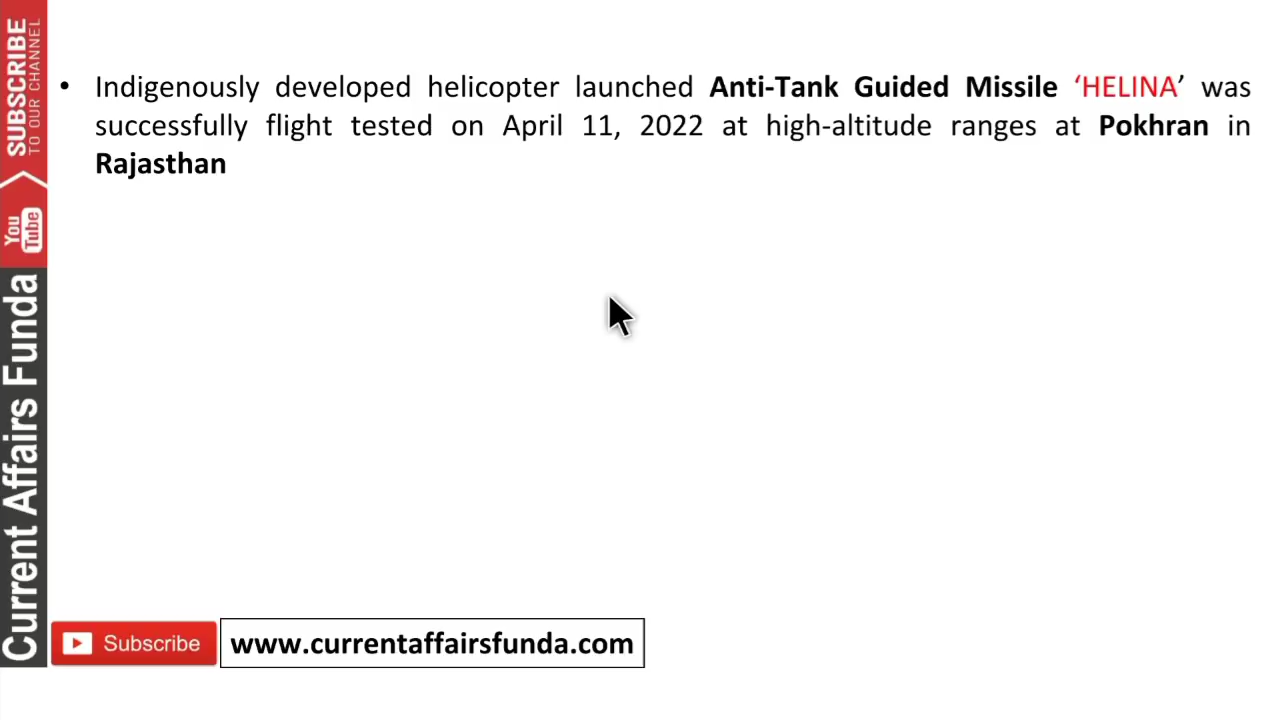 SUBSCRIBE
TO OUR CHANNEL
You
Tube
Current Affairs Funda
• Indigenously developed helicopter launched Anti-Tank Guided Missile ‘HELINA’ was
successfully flight tested on April 11, 2022 at high-altitude ranges at Pokhran in
Rajasthan
Subscribe
www.currentaffairsfunda.com